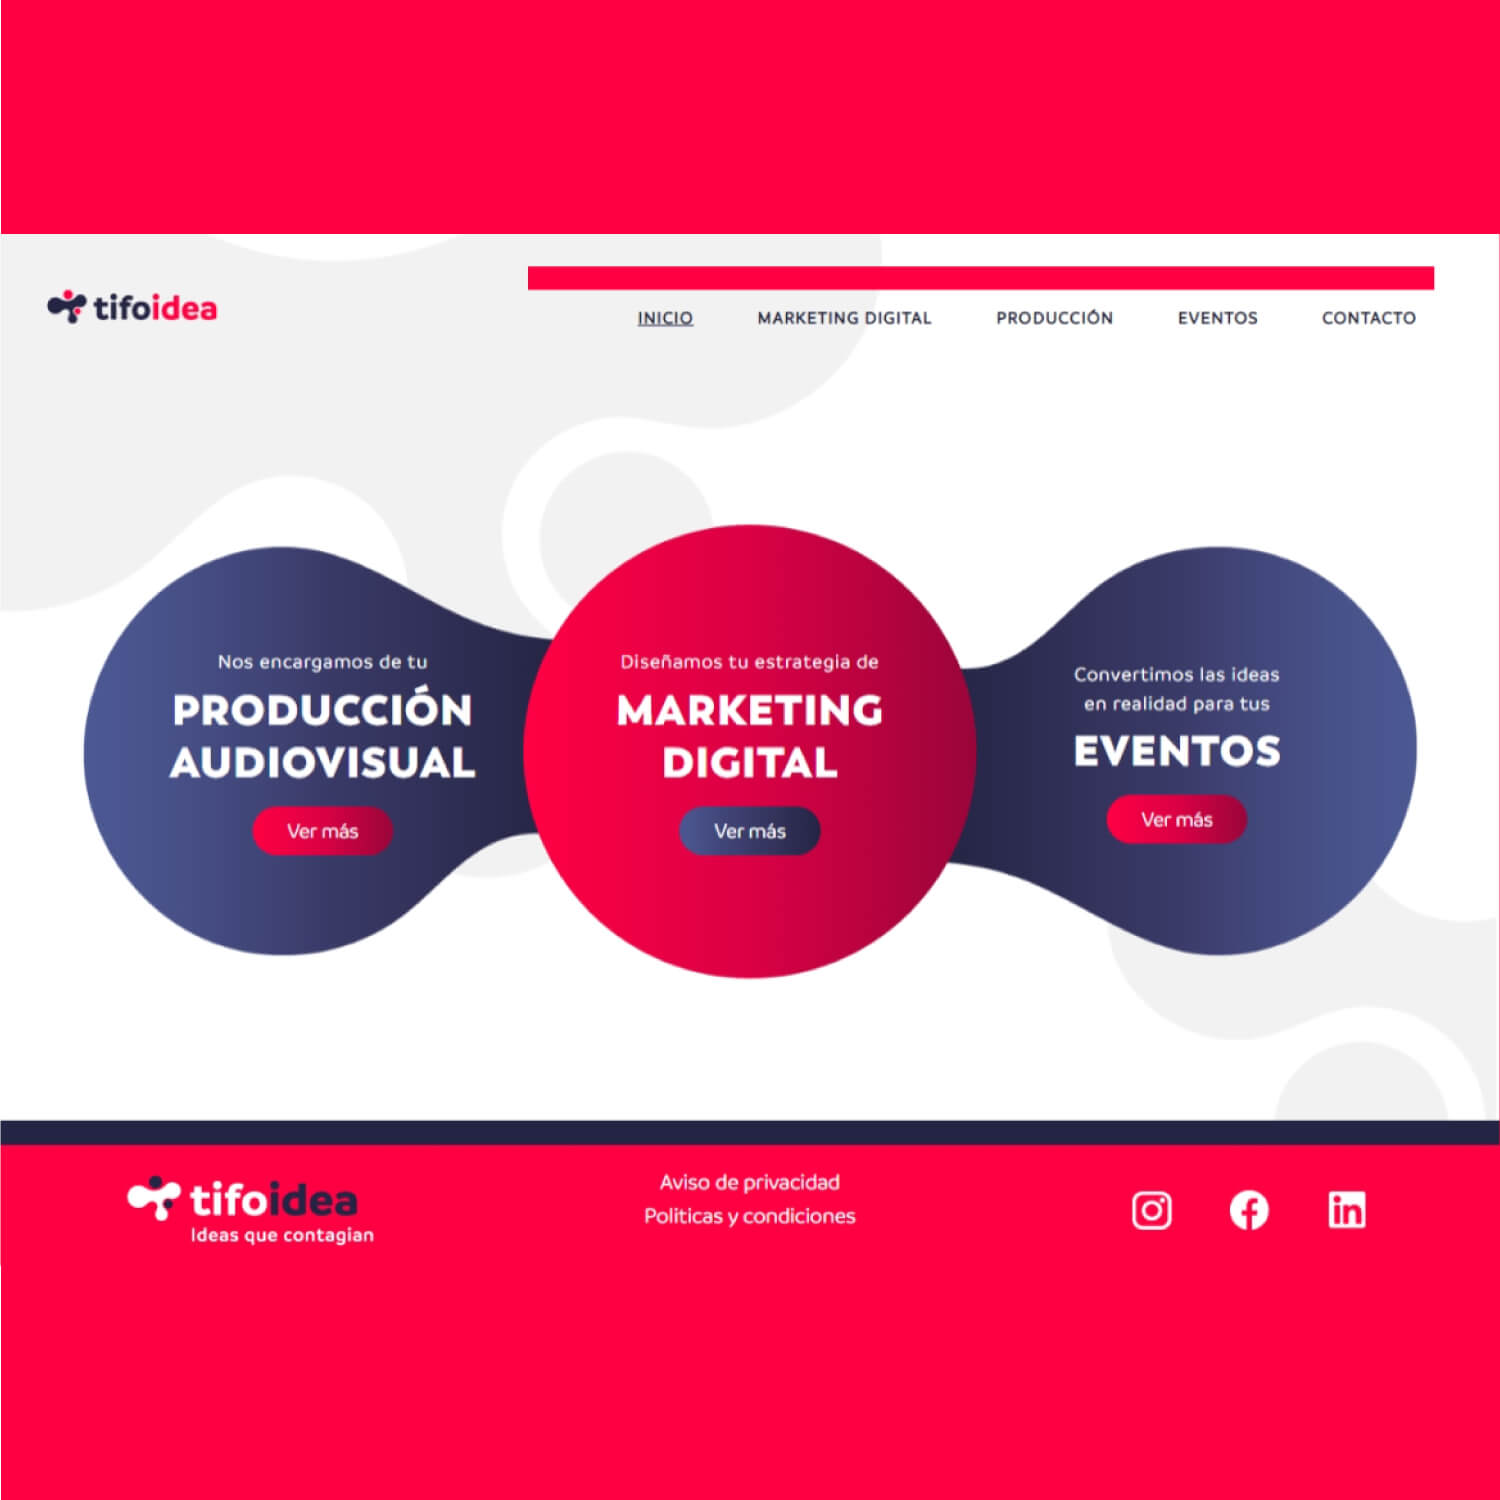 tifoidea
INICIO MARKETING DIGITAL PRODUCCIÓN EVENTOS CONTACTO
Nos encargamos de tu
PRODUCCIÓN
AUDIOVISUAL
Ver más
Diseñamos tu estrategia de
MARKETING
DIGITAL
Ver más
Convertimos las ideas
en realidad para tus
EVENTOS
Ver más
tifoidea
Ideas que contagian
Aviso de privacidad
Politicas y condiciones
in